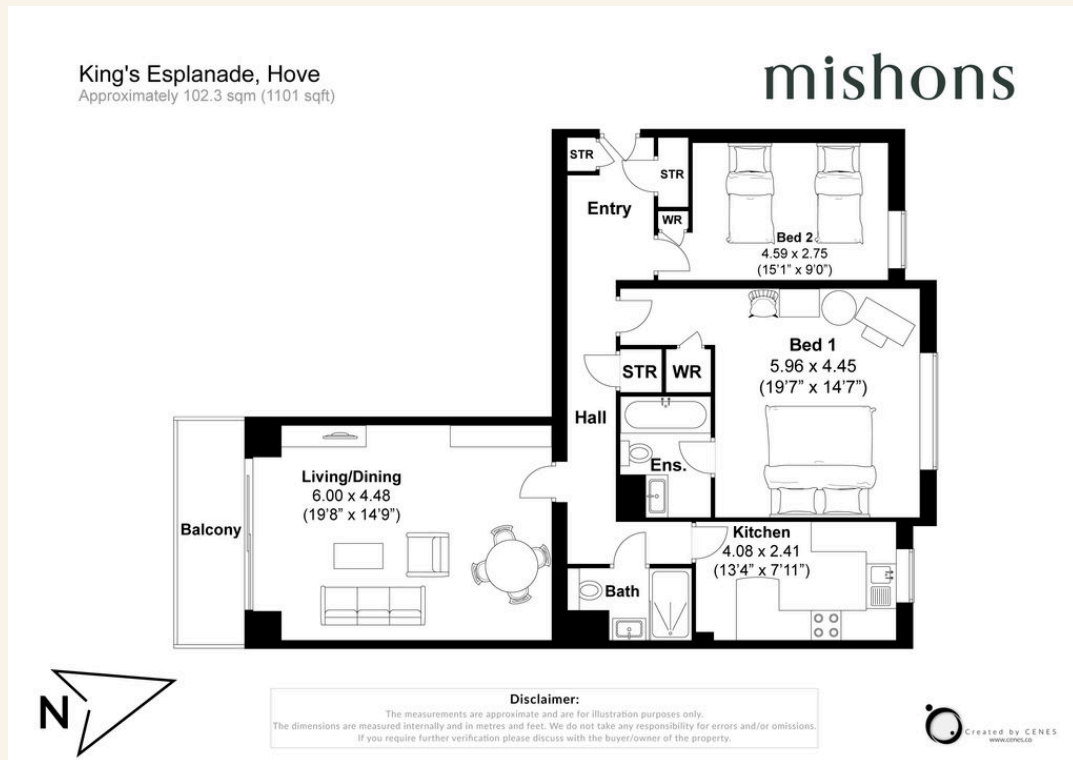 King's Esplanade, Hove
Approximately 102.3 sqm (1101 sqft)
mishons
STR
STR
Entry
WR
Bed 2
4.59 x 2.75
(15'1" x 9'0")
Bed 1
5.96 x 4.45
(19'7" x 14'7")
STR
WR
Hall
Ens.
Living/Dining
6.00 x 4.48
(19'8" x 14'9")
Balcony
Kitchen
4.08 x 2.41
(13'4" x 7'11")
Bath
N
Disclaimer:
The measurements are approximate and are for illustration purposes only.
The dimensions are measured internally and in metres and feet. We do not take any responsibility for errors and/or omissions.
If you require further verification please discuss with the buyer/owner of the property.
Created by CENES
www.cenes.co